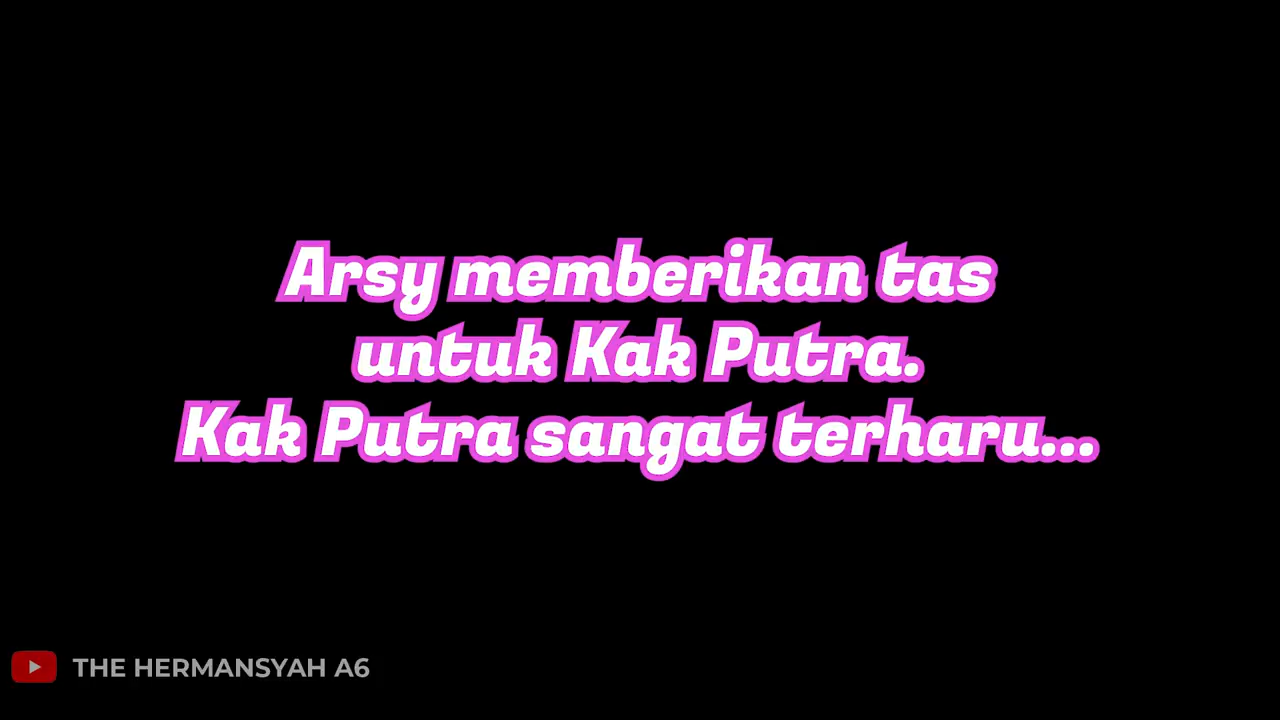 Arsy memberikan tas
untuk Kak Putra.
Kak Putra sangat terharu...
THE HERMANSYAH A6